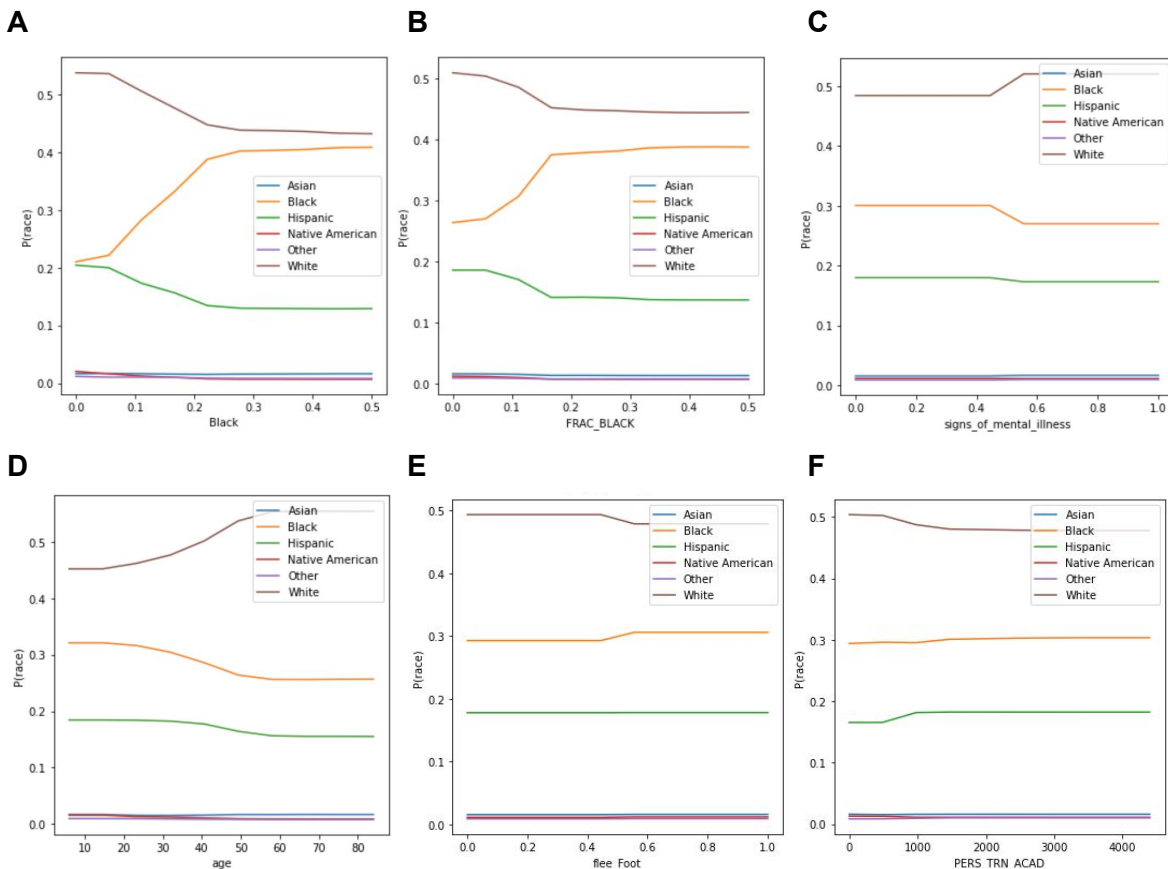 A
B
C
P(race)
0.5
0.4
0.3
0.2
0.1
0.0
Asian
Black
Hispanic
Native American
Other
White
0.0 0.1 0.2 0.3 0.4 0.5
Black
P(race)
0.5
0.4
0.3
0.2
0.1
0.0
Asian
Black
Hispanic
Native American
Other
White
0.0 0.1 0.2 0.3 0.4 0.5
FRAC_BLACK
P(race)
0.5
0.4
0.3
0.2
0.1
0.0
Asian
Black
Hispanic
Native American
Other
White
0.0 0.2 0.4 0.6 0.8 1.0
signs_of_mental_illness
D
E
F
P(race)
0.5
0.4
0.3
0.2
0.1
0.0
Asian
Black
Hispanic
Native American
Other
White
10 20 30 40 50 60 70 80
age
P(race)
0.5
0.4
0.3
0.2
0.1
0.0
Asian
Black
Hispanic
Native American
Other
White
0.0 0.2 0.4 0.6 0.8 1.0
flee_Foot
P(race)
0.5
0.4
0.3
0.2
0.1
0.0
Asian
Black
Hispanic
Native American
Other
White
0 1000 2000 3000 4000
PERS_TRN_ACAD